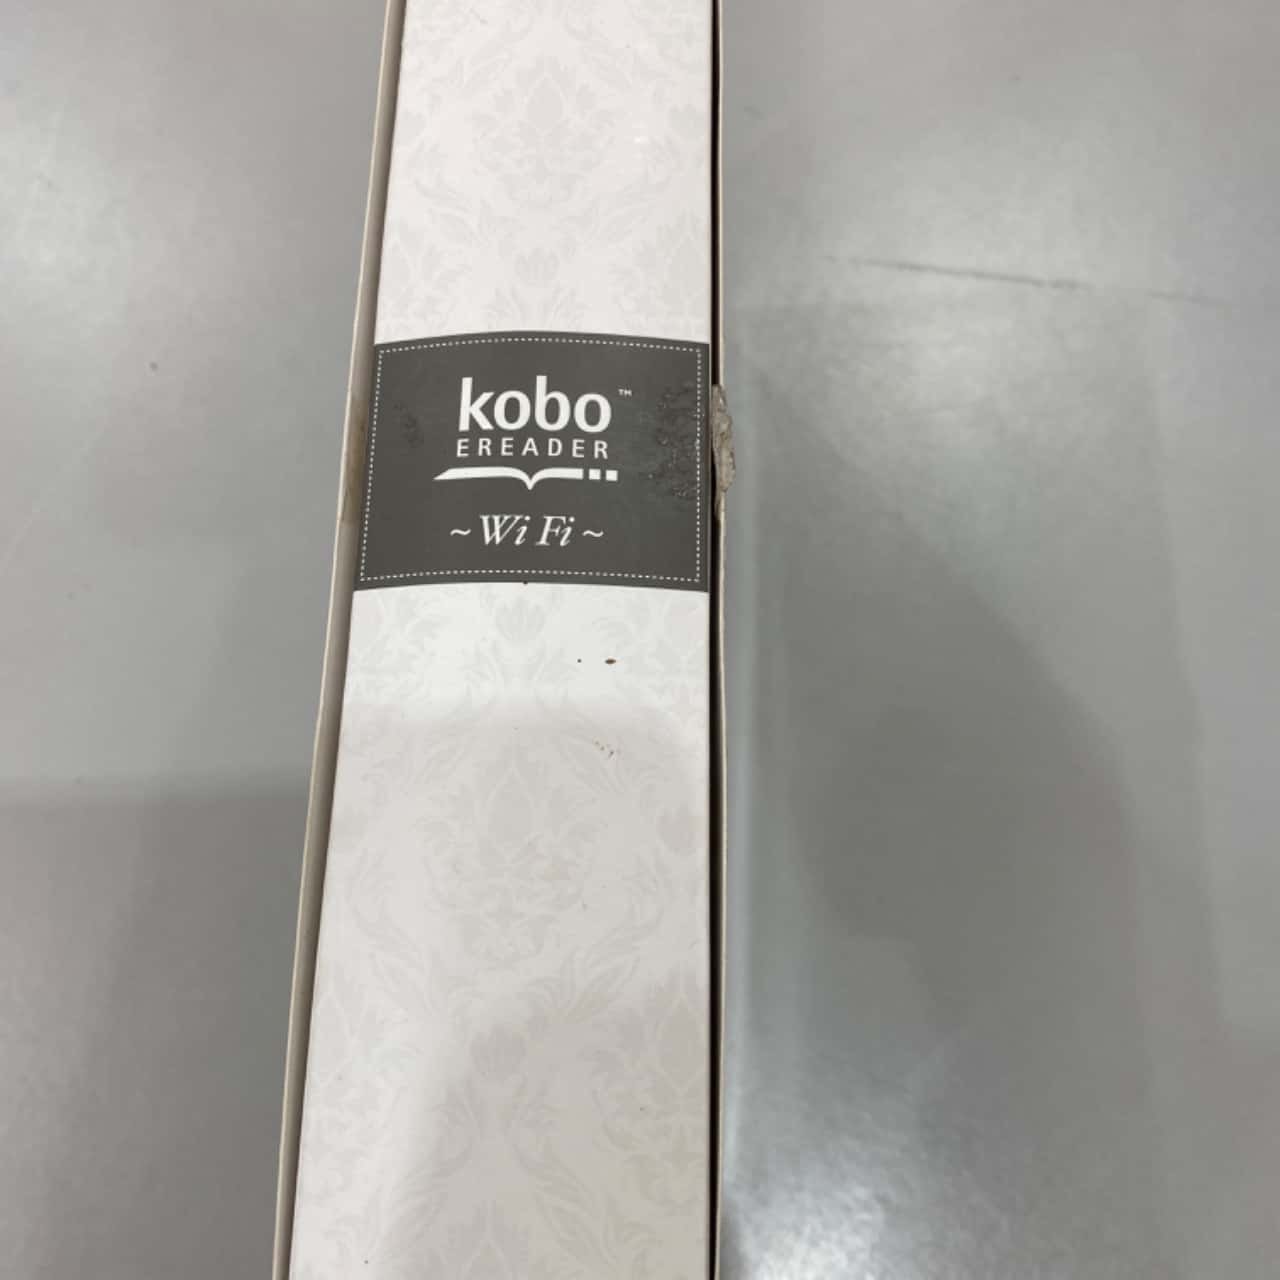 kobo™
EREADER
~Wi Fi~